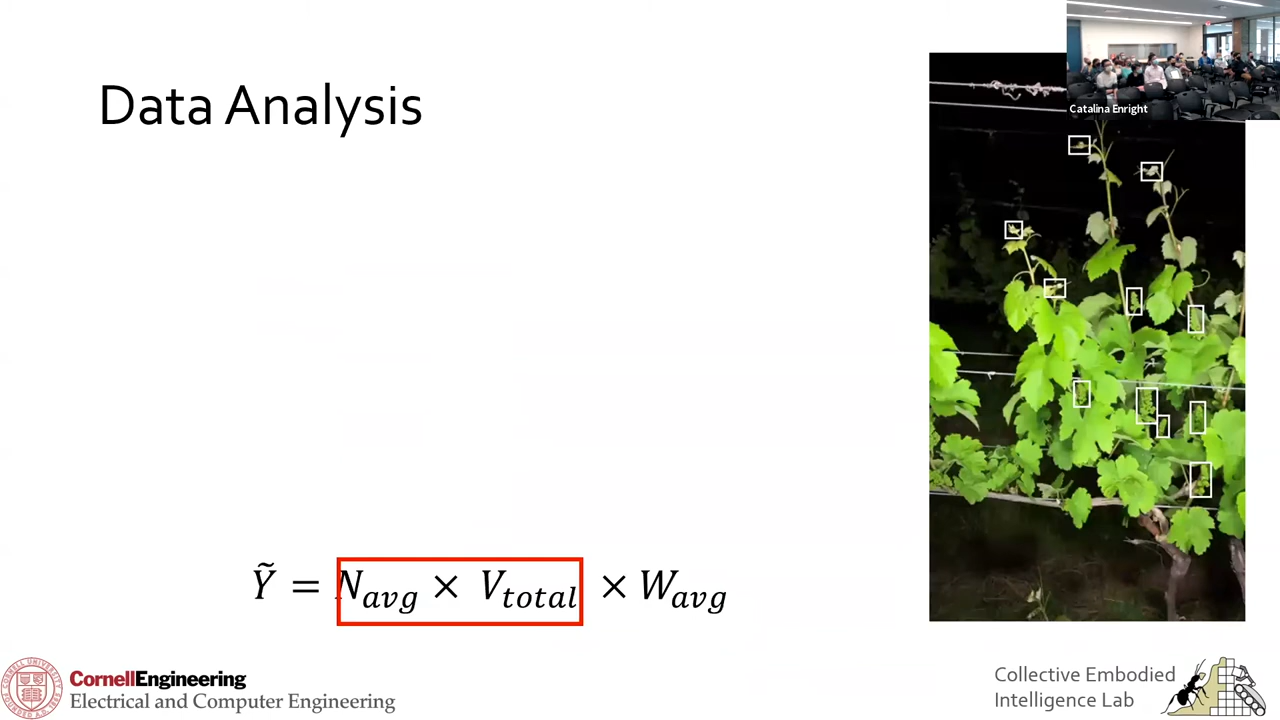 Catalina Enright
Data Analysis
Ỹ = N_avg × V_total × W_avg
CornellEngineering
Electrical and Computer Engineering
Collective Embodied
Intelligence Lab